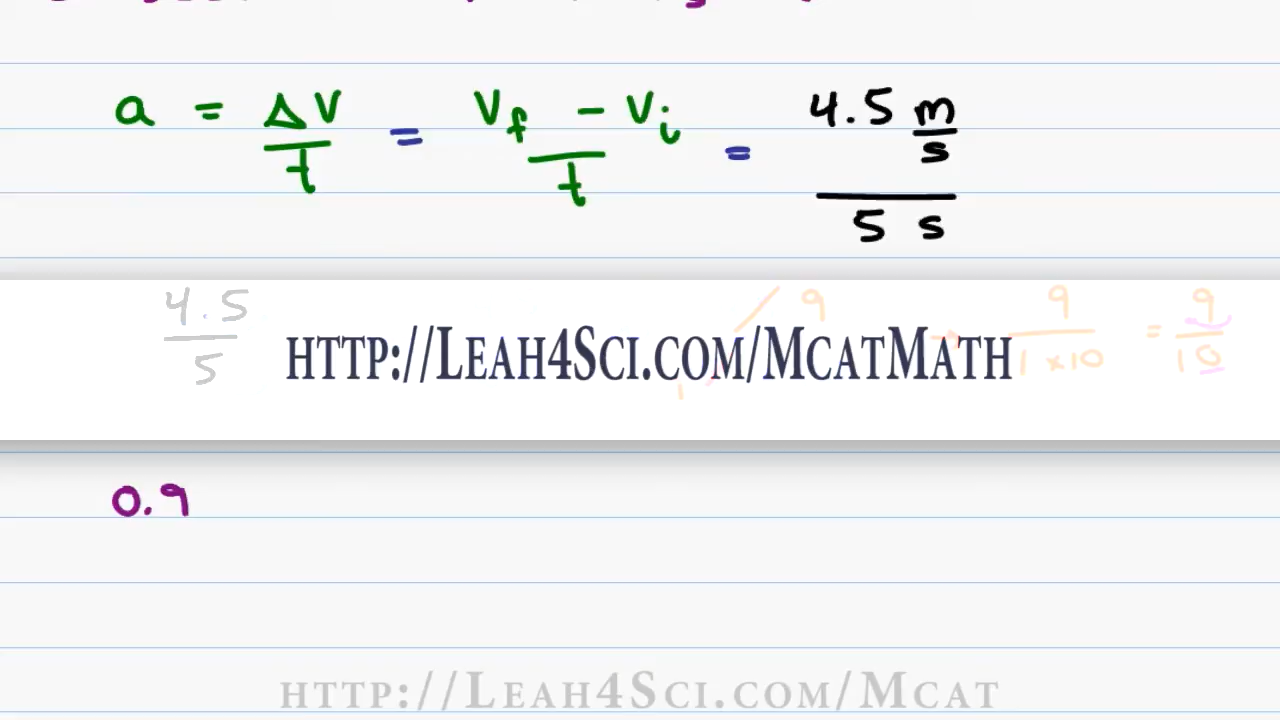 a = ΔV/t = Vf - Vi/t = 4.5 m/s / 5 s
4.5/5 9 1 9/1×10 = 9/10
HTTP://LEAH4SCI.COM/MCATMATH
0.9
HTTP://LEAH4SCI.COM/MCAT